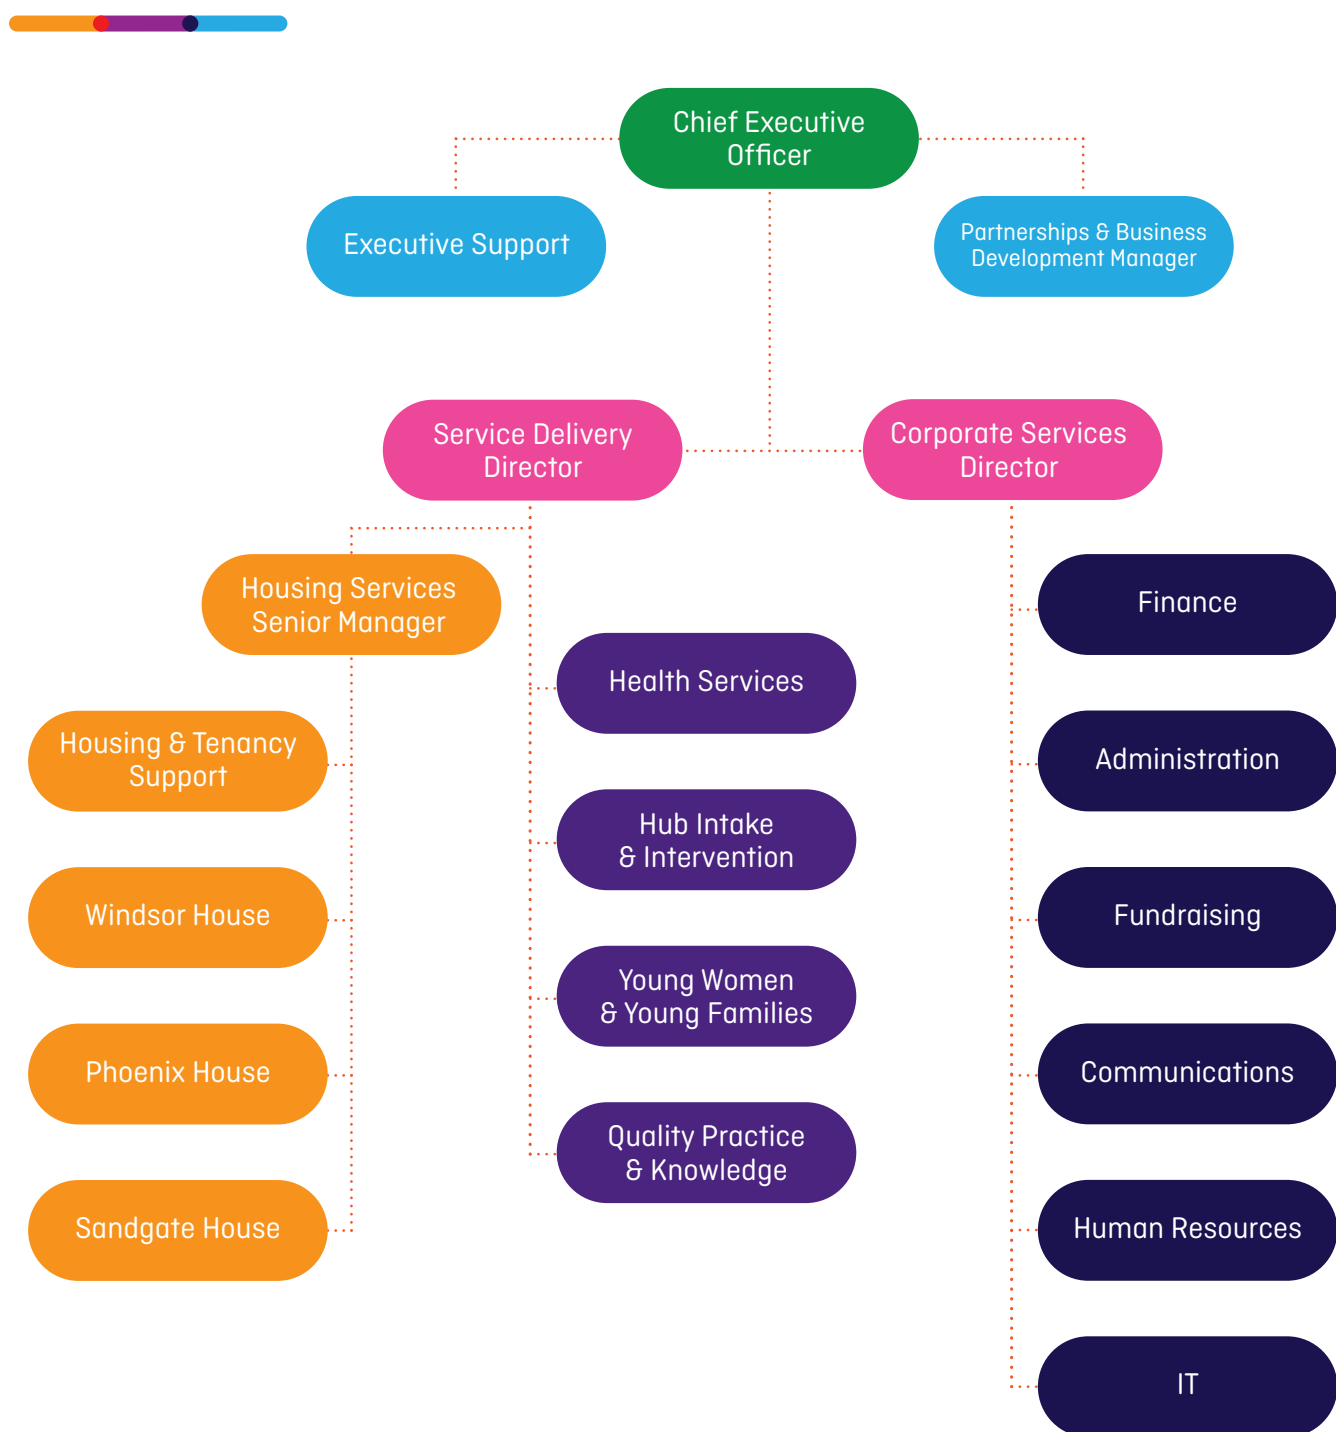 Chief Executive
Officer
Executive Support
Partnerships & Business
Development Manager
Service Delivery
Director
Corporate Services
Director
Housing Services
Senior Manager
Housing & Tenancy
Support
Windsor House
Phoenix House
Sandgate House
Health Services
Hub Intake
& Intervention
Young Women
& Young Families
Quality Practice
& Knowledge
Finance
Administration
Fundraising
Communications
Human Resources
IT